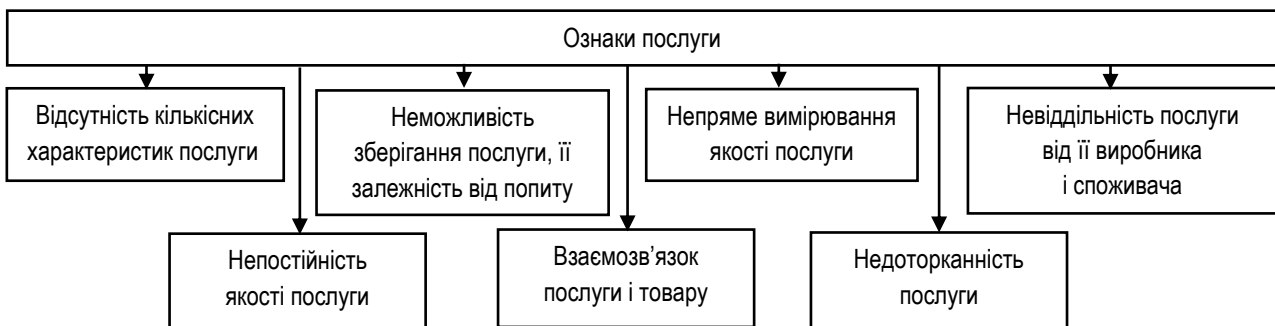 Ознаки послуги
Відсутність кількісних
характеристик послуги
Неможливість
зберігання послуги, її
залежність від попиту
Непряме вимірювання
якості послуги
Невіддільність послуги
від її виробника
і споживача
Непостійність
якості послуги
Взаємозв’язок
послуги і товару
Недоторканність
послуги